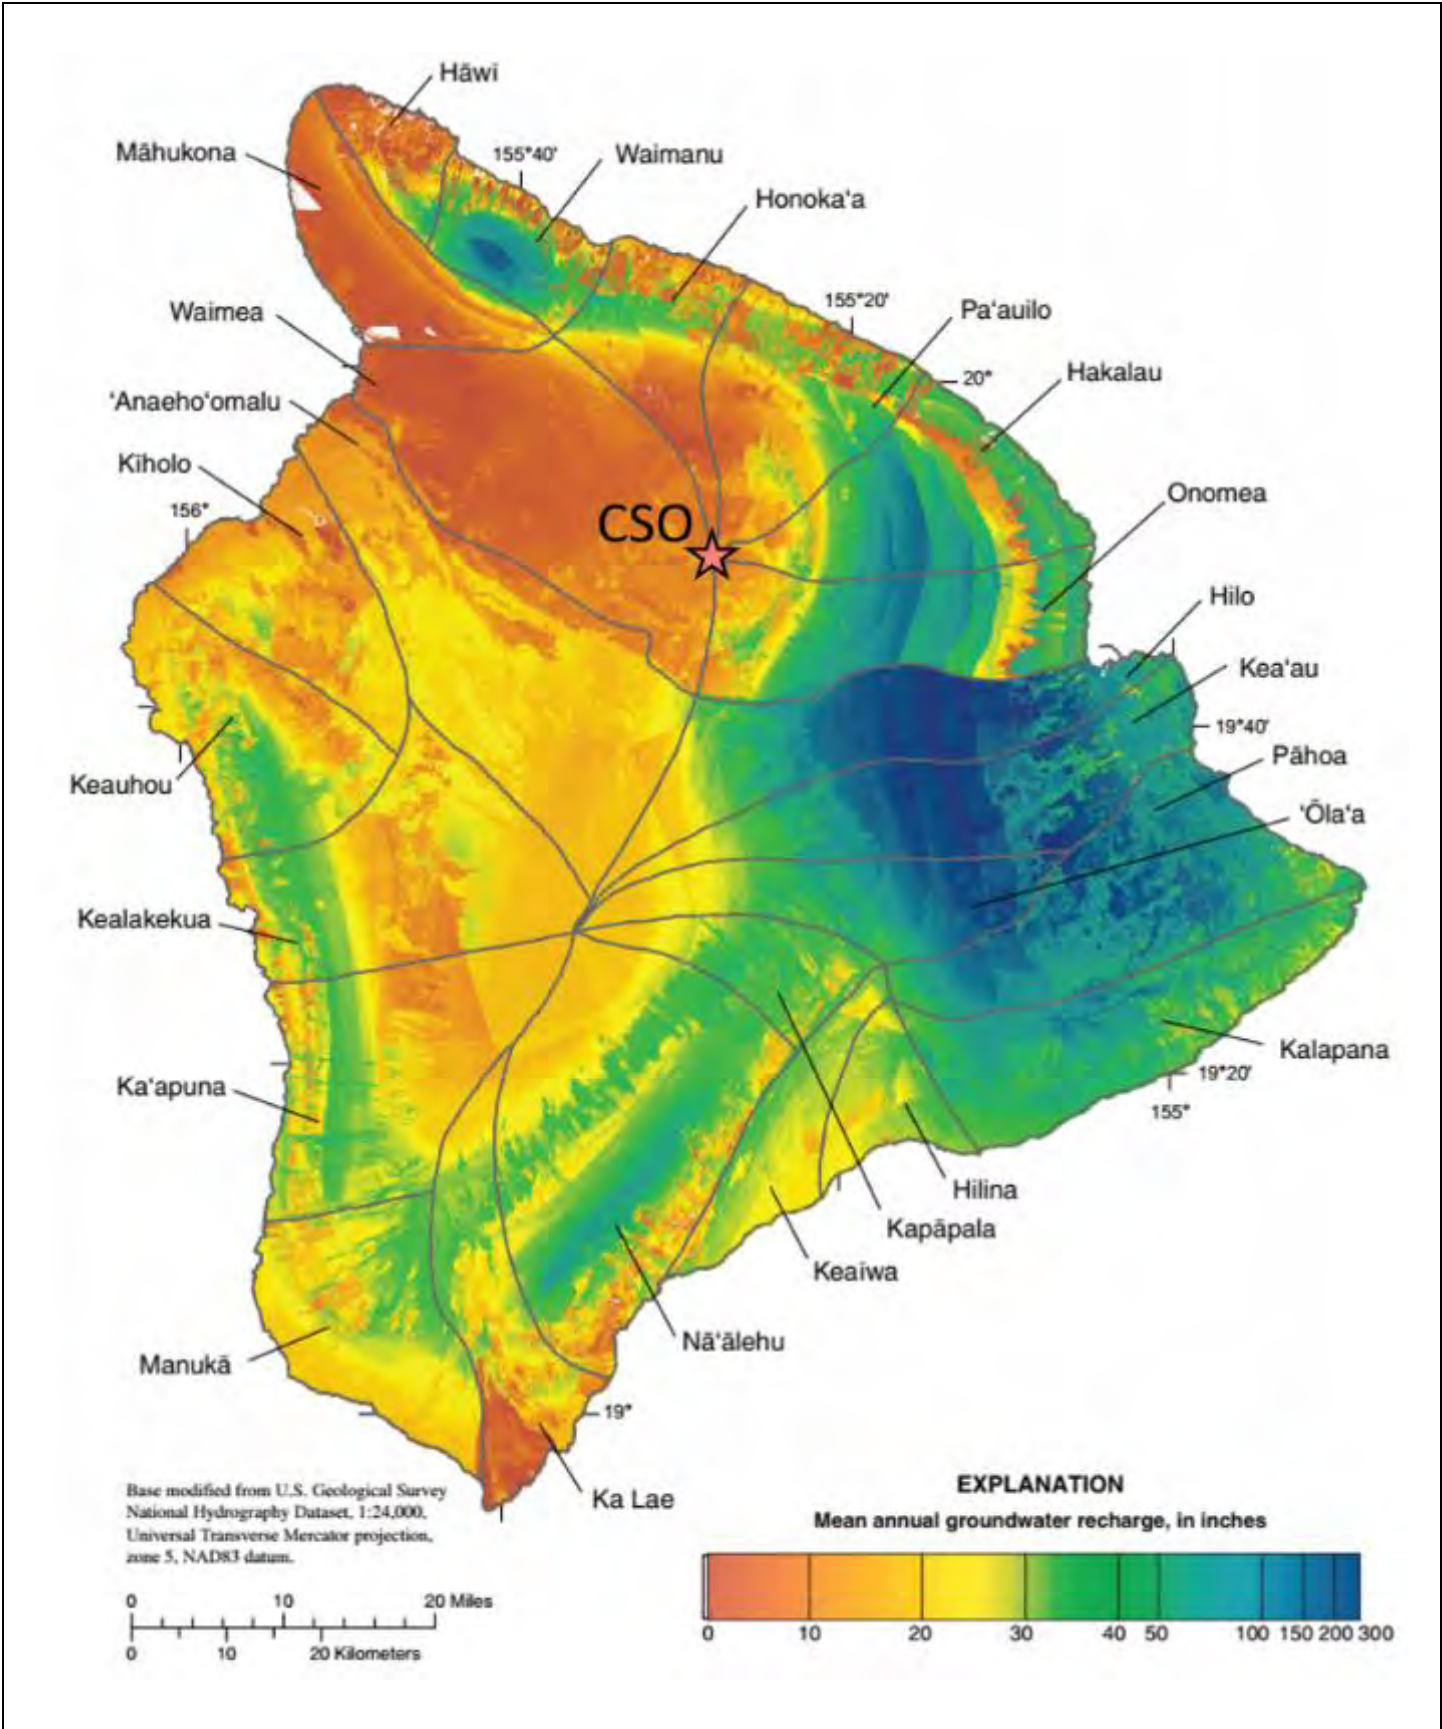 Hāwi
Māhukona
155°40'
Waimanu
Honoka‘a
Waimea
155°20'
Pa‘auilo
‘Anaeho‘omalu
20°
Hakalau
Kīholo
156°
CSO
Onomea
Hilo
Kea‘au
19°40'
Keauhou
Pāhoa
‘Ōla‘a
Kealakekua
Kalapana
Ka‘apuna
19°20'
155°
Hilina
Kapāpala
Keaīwa
Nā‘ālehu
Manukā
19°
Ka Lae
Base modified from U.S. Geological Survey
National Hydrography Dataset, 1:24,000,
Universal Transverse Mercator projection,
zone 5, NAD83 datum.
0 10 20 Miles
0 10 20 Kilometers
EXPLANATION
Mean annual groundwater recharge, in inches
0 10 20 30 40 50 100 150 200 300